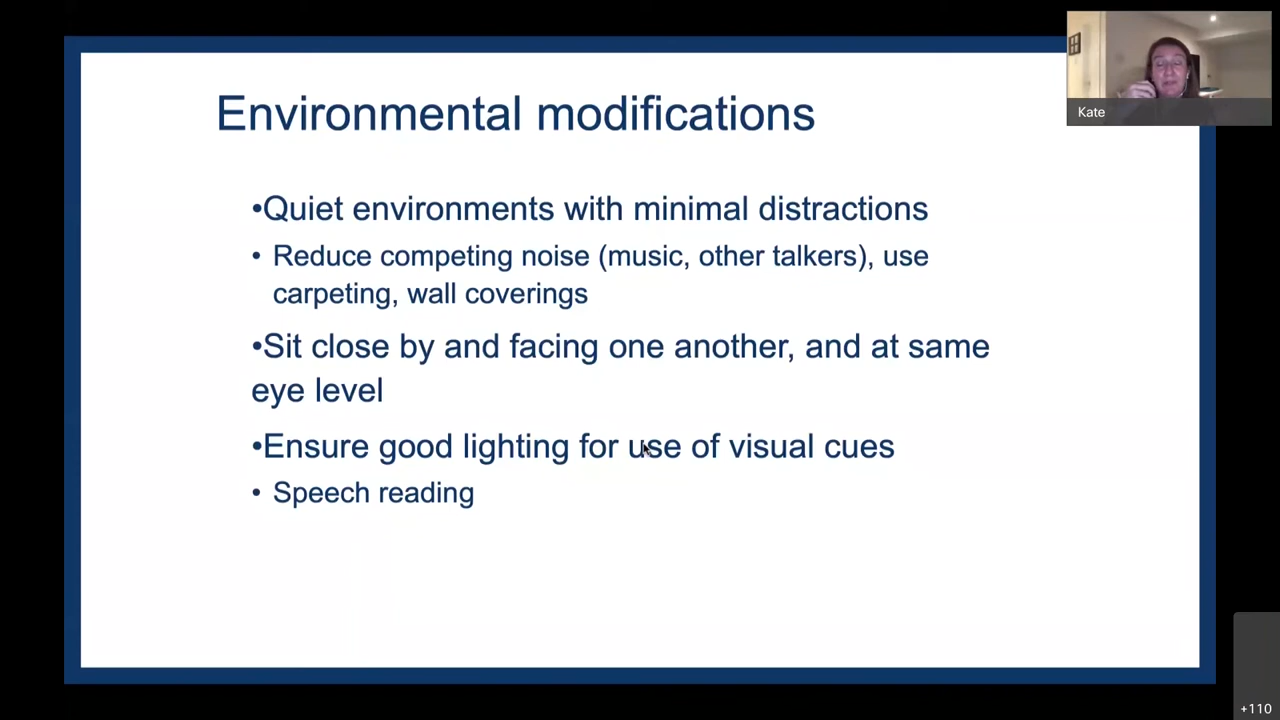 Environmental modifications
•Quiet environments with minimal distractions
• Reduce competing noise (music, other talkers), use
carpeting, wall coverings
•Sit close by and facing one another, and at same
eye level
•Ensure good lighting for use of visual cues
• Speech reading
Kate
+110